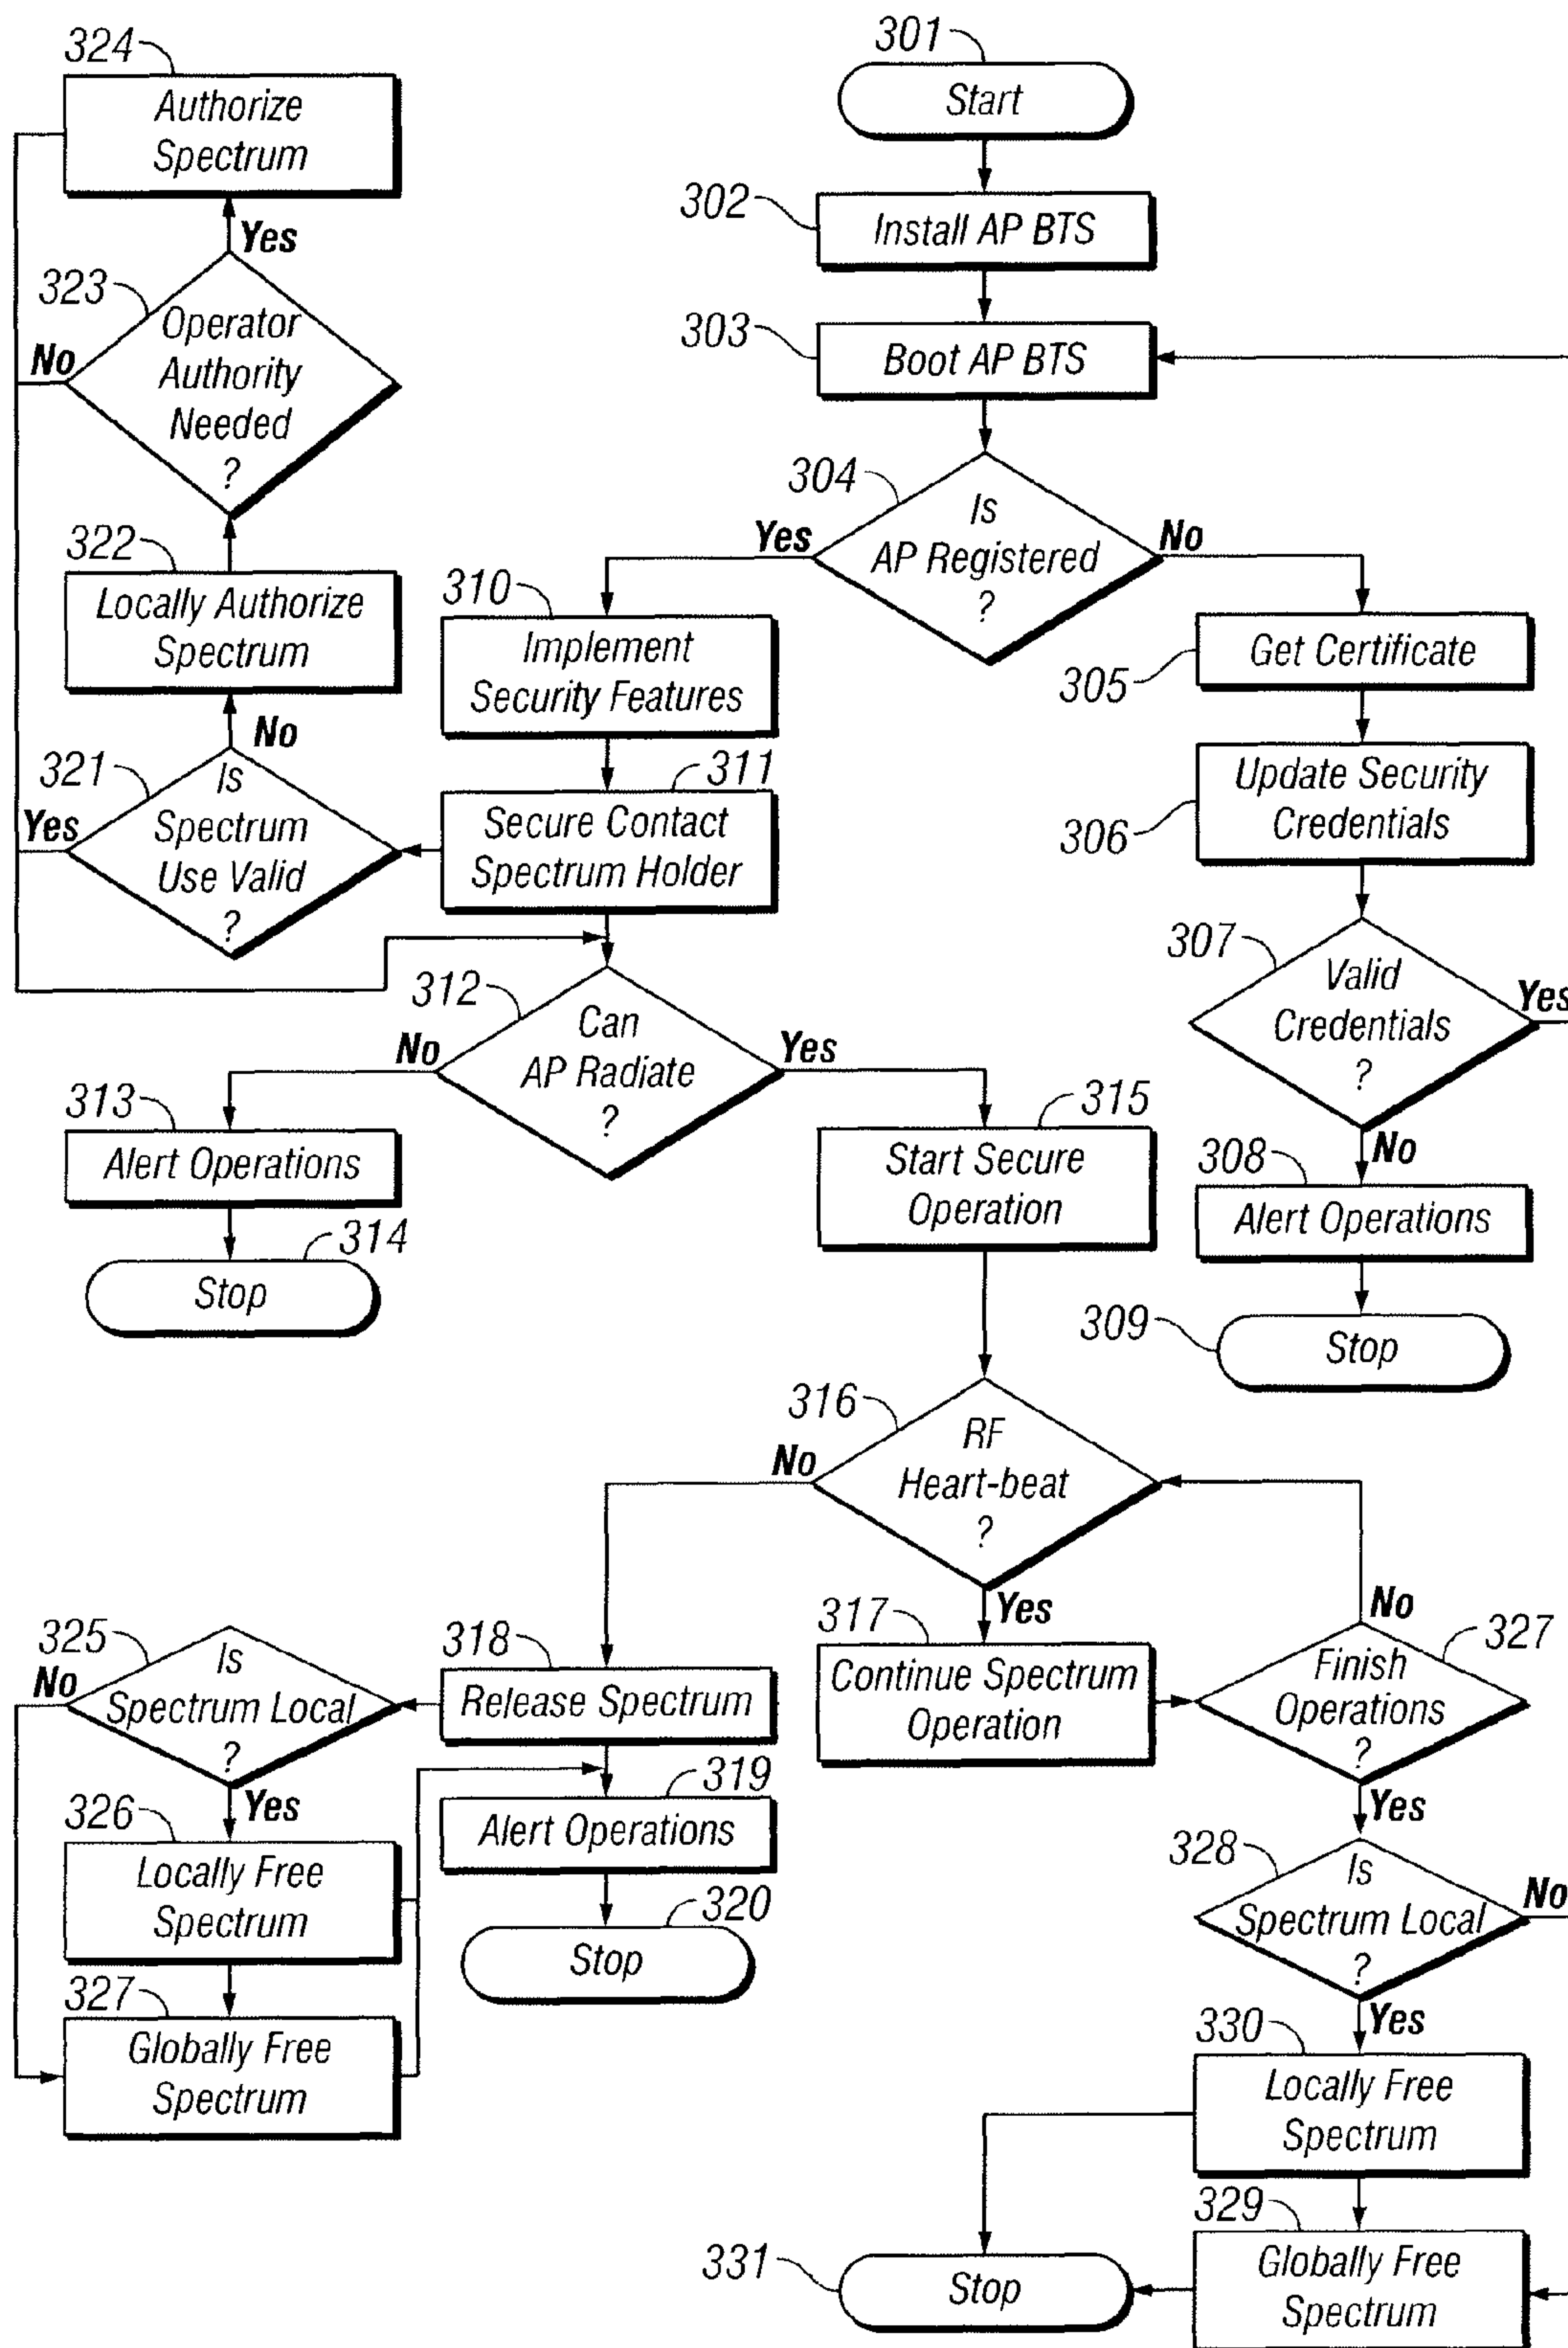 301
Start
302
Install AP BTS
303
Boot AP BTS
304
Is
AP Registered
?
Yes
No
305
Get Certificate
306
Update Security
Credentials
307
Valid
Credentials
?
Yes
No
308
Alert Operations
309
Stop
310
Implement
Security Features
311
Secure Contact
Spectrum Holder
324
Authorize
Spectrum
Yes
323
Operator
Authority
Needed
?
No
322
Locally Authorize
Spectrum
No
321
Is
Spectrum
Use Valid
?
Yes
312
Can
AP Radiate
?
No
Yes
313
Alert Operations
314
Stop
315
Start Secure
Operation
316
RF
Heart-beat
?
No
Yes
317
Continue Spectrum
Operation
318
Release Spectrum
319
Alert Operations
320
Stop
325
Is
Spectrum Local
?
No
Yes
326
Locally Free
Spectrum
327
Globally Free
Spectrum
No
327
Finish
Operations
?
Yes
328
Is
Spectrum Local
?
No
Yes
330
Locally Free
Spectrum
329
Globally Free
Spectrum
331
Stop